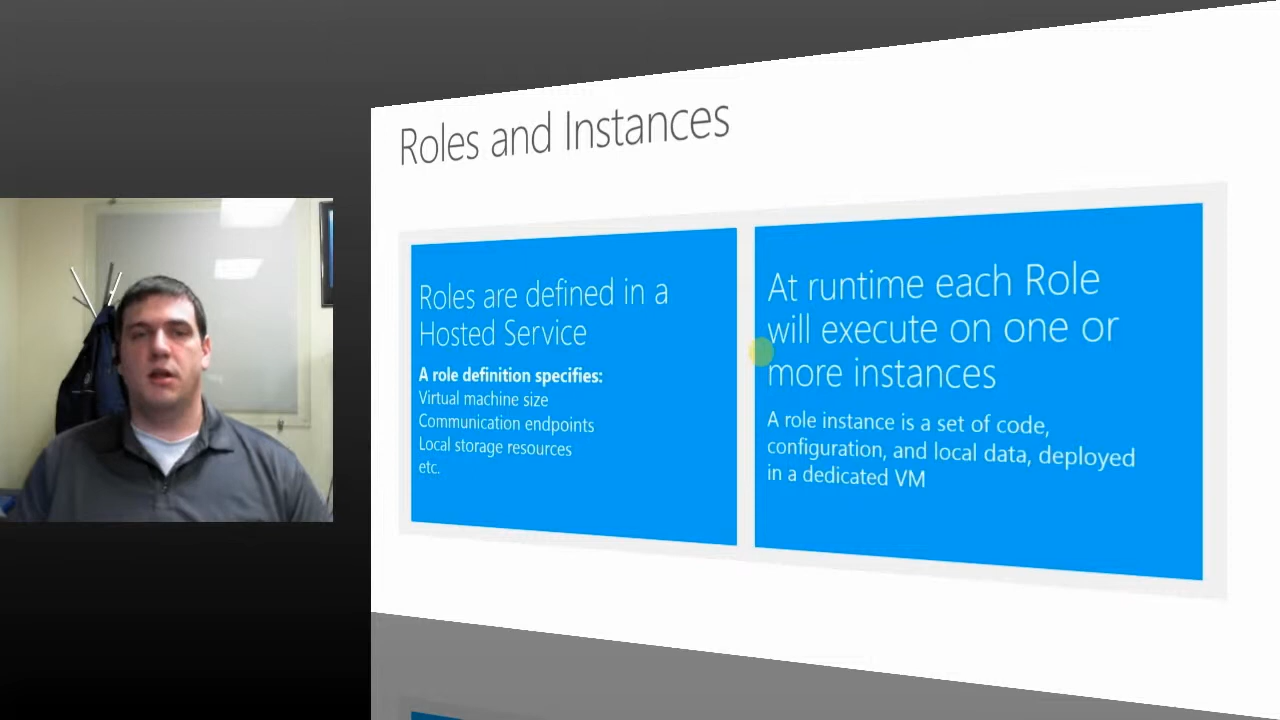 Roles and Instances
Roles are defined in a
Hosted Service
A role definition specifies:
Virtual machine size
Communication endpoints
Local storage resources
etc.
At runtime each Role
will execute on one or
more instances
A role instance is a set of code,
configuration, and local data, deployed
in a dedicated VM